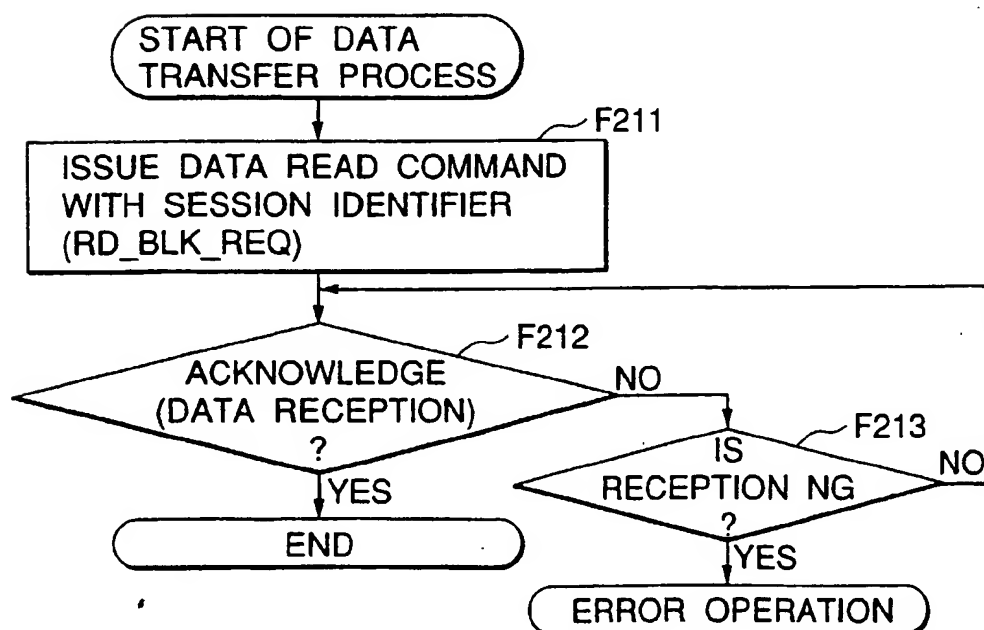 START OF DATA
TRANSFER PROCESS
F211
ISSUE DATA READ COMMAND
WITH SESSION IDENTIFIER
(RD_BLK_REQ)
F212
ACKNOWLEDGE
(DATA RECEPTION)
?
NO
YES
END
F213
IS
RECEPTION NG
?
NO
YES
ERROR OPERATION